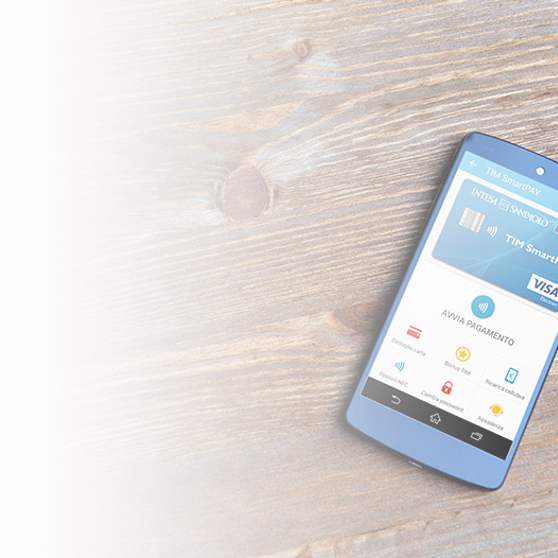 TIM SmartPAY
INTESA SANPAOLO
TIM Smart
VISA
AVVIA PAGAMENTO
Dettaglio carta
Bonus TIM
Ricarica cellulare
Opzioni NFC
Cambia password
Assistenza